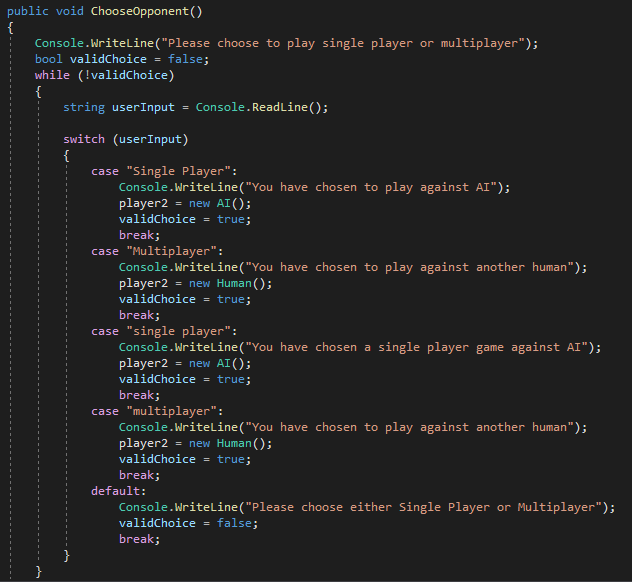 public void ChooseOpponent()
{
Console.WriteLine("Please choose to play single player or multiplayer");
bool validChoice = false;
while (!validChoice)
{
string userInput = Console.ReadLine();
switch (userInput)
{
case "Single Player":
Console.WriteLine("You have chosen to play against AI");
player2 = new AI();
validChoice = true;
break;
case "Multiplayer":
Console.WriteLine("You have chosen to play against another human");
player2 = new Human();
validChoice = true;
break;
case "single player":
Console.WriteLine("You have chosen a single player game against AI");
player2 = new AI();
validChoice = true;
break;
case "multiplayer":
Console.WriteLine("You have chosen to play against another human");
player2 = new Human();
validChoice = true;
break;
default:
Console.WriteLine("Please choose either Single Player or Multiplayer");
validChoice = false;
break;
}
}